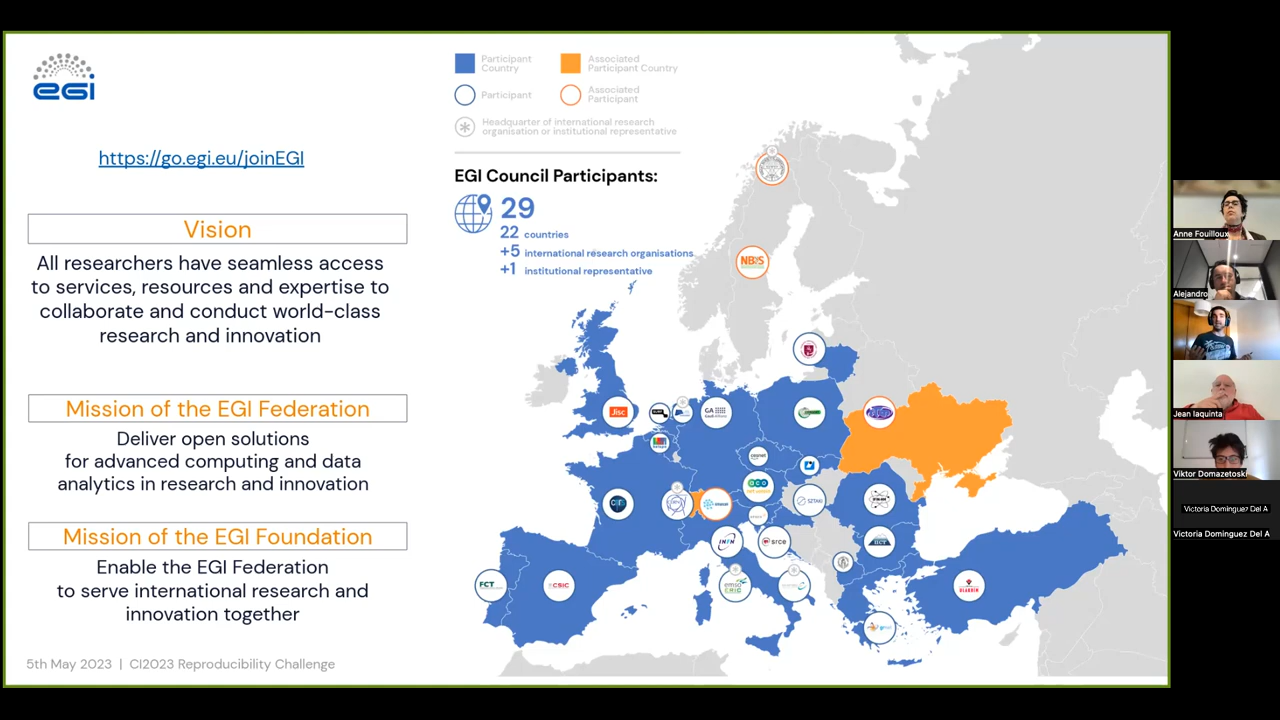 egi
https://go.egi.eu/joinEGI
Vision
All researchers have seamless access
to services, resources and expertise to
collaborate and conduct world-class
research and innovation
Mission of the EGI Federation
Deliver open solutions
for advanced computing and data
analytics in research and innovation
Mission of the EGI Foundation
Enable the EGI Federation
to serve international research and
innovation together
5th May 2023 | CI2023 Reproducibility Challenge
Participant
Country
Associated
Participant Country
Participant
Associated
Participant
Headquarter of international research
organisation or institutional representative
EGI Council Participants:
29
22 countries
+5 international research organisations
+1 institutional representative
NBIS
Jisc
GA
cesnet
SZTAKI
INFN
srce
IICT
FCT
CSIC
emso
ERIC
Anne Fouilloux
Alejandro
Jean Iaquinta
Viktor Domazetoski
Victoria Dominguez Del A
Victoria Dominguez Del A